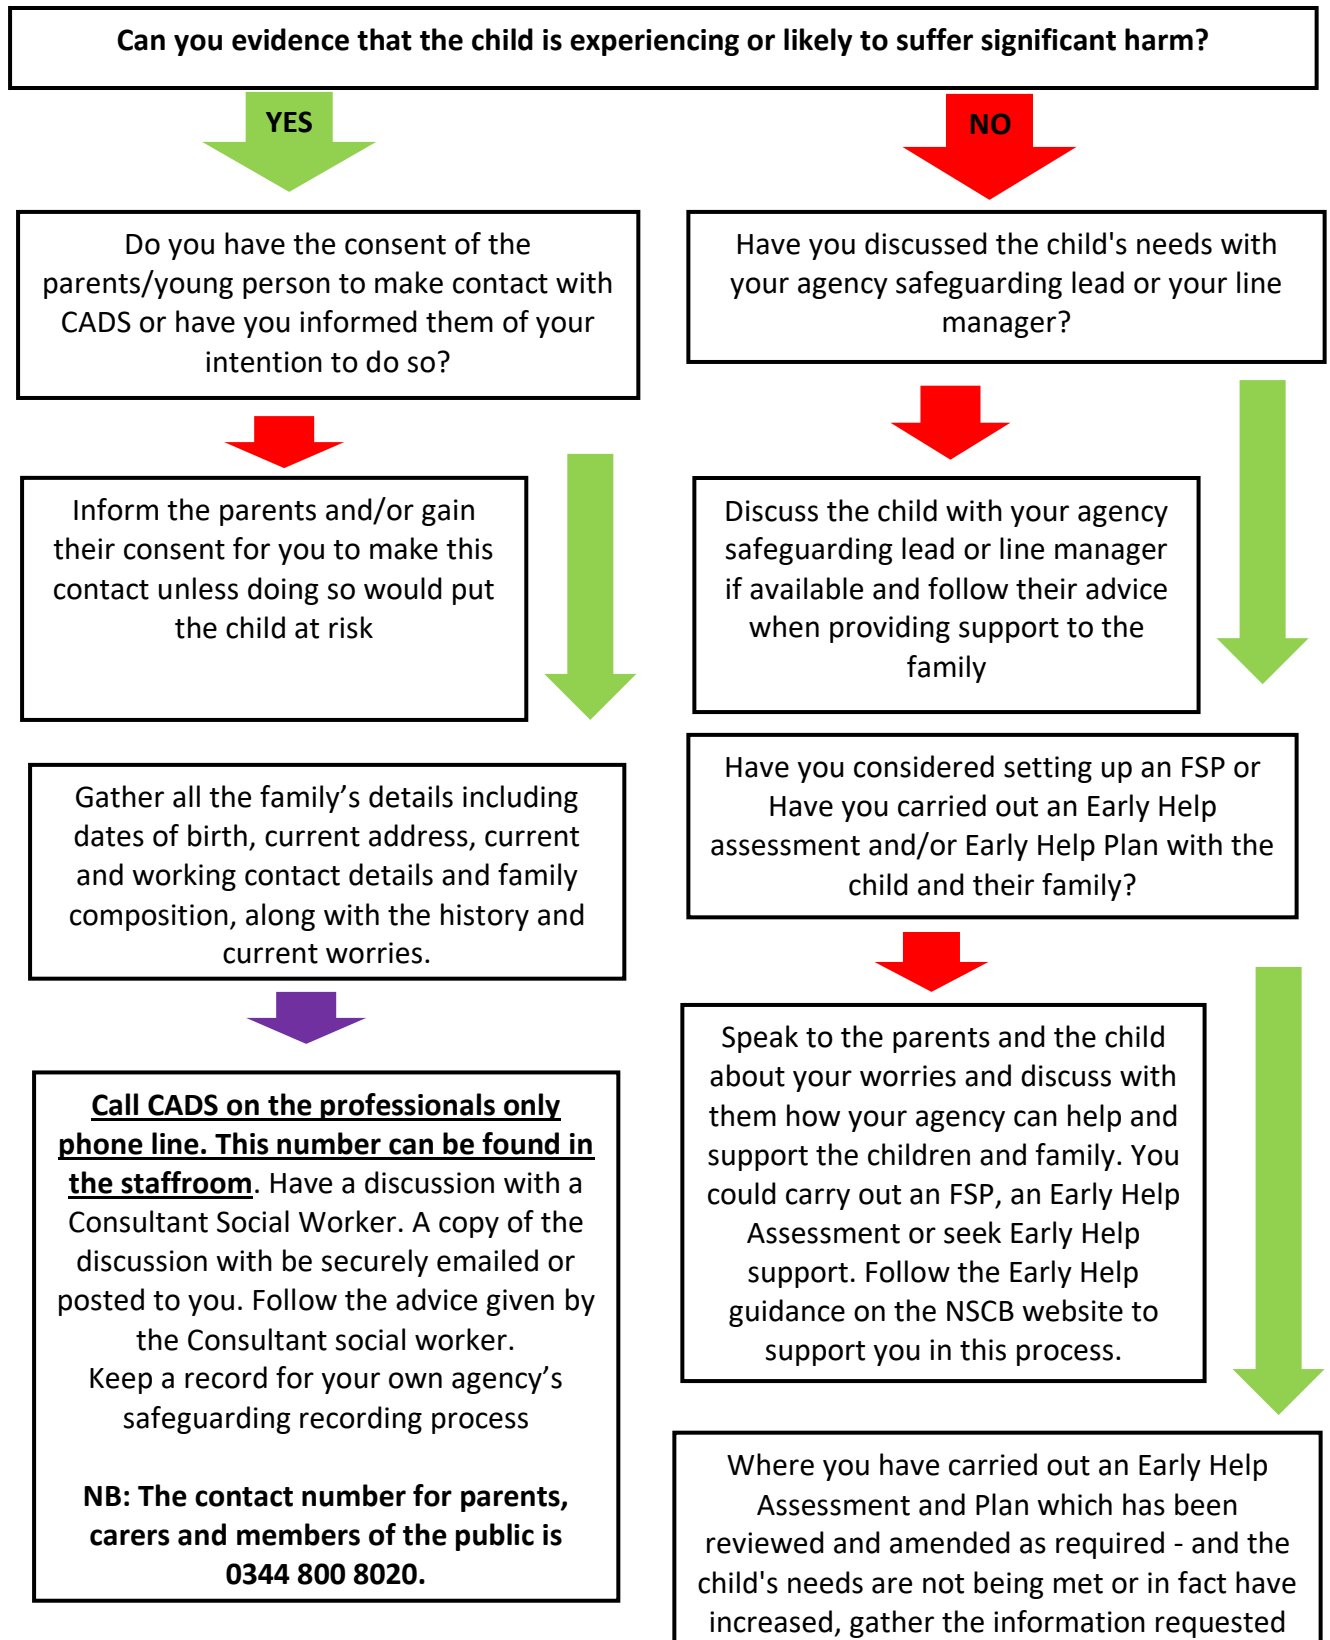 Can you evidence that the child is experiencing or likely to suffer significant harm?
YES
NO
Do you have the consent of the
parents/young person to make contact with
CADS or have you informed them of your
intention to do so?
Inform the parents and/or gain
their consent for you to make this
contact unless doing so would put
the child at risk
Gather all the family’s details including
dates of birth, current address, current
and working contact details and family
composition, along with the history and
current worries.
Call CADS on the professionals only
phone line. This number can be found in
the staffroom. Have a discussion with a
Consultant Social Worker. A copy of the
discussion with be securely emailed or
posted to you. Follow the advice given by
the Consultant social worker.
Keep a record for your own agency’s
safeguarding recording process
NB: The contact number for parents,
carers and members of the public is
0344 800 8020.
Have you discussed the child's needs with
your agency safeguarding lead or your line
manager?
Discuss the child with your agency
safeguarding lead or line manager
if available and follow their advice
when providing support to the
family
Have you considered setting up an FSP or
Have you carried out an Early Help
assessment and/or Early Help Plan with the
child and their family?
Speak to the parents and the child
about your worries and discuss with
them how your agency can help and
support the children and family. You
could carry out an FSP, an Early Help
Assessment or seek Early Help
support. Follow the Early Help
guidance on the NSCB website to
support you in this process.
Where you have carried out an Early Help
Assessment and Plan which has been
reviewed and amended as required - and the
child's needs are not being met or in fact have
increased, gather the information requested